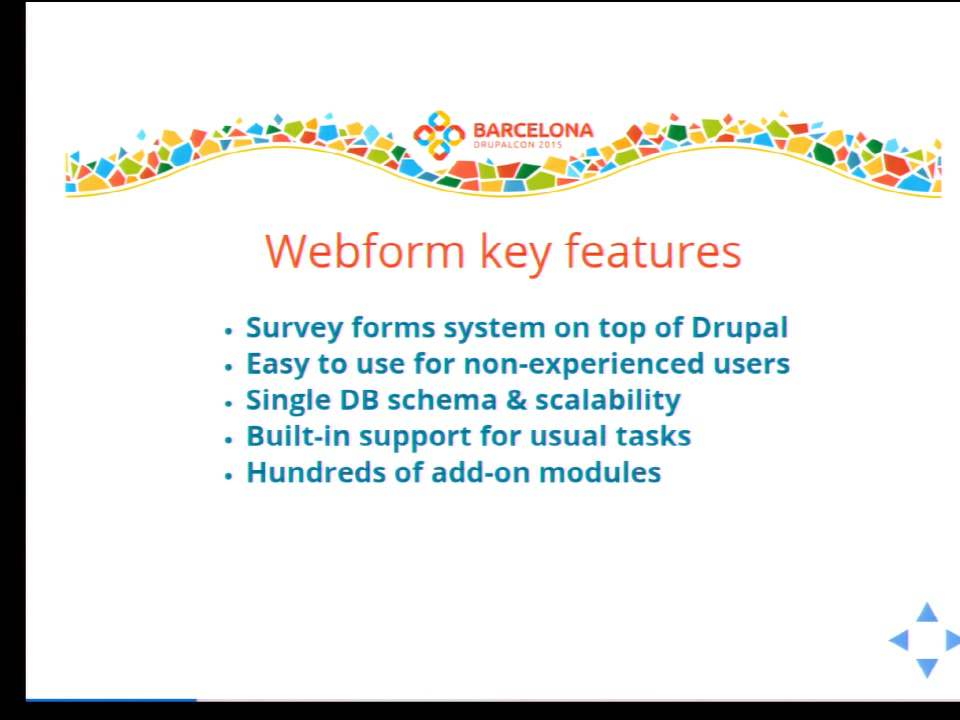 BARCELONA
DRUPALCON 2015
Webform key features
• Survey forms system on top of Drupal
• Easy to use for non-experienced users
• Single DB schema & scalability
• Built-in support for usual tasks
• Hundreds of add-on modules